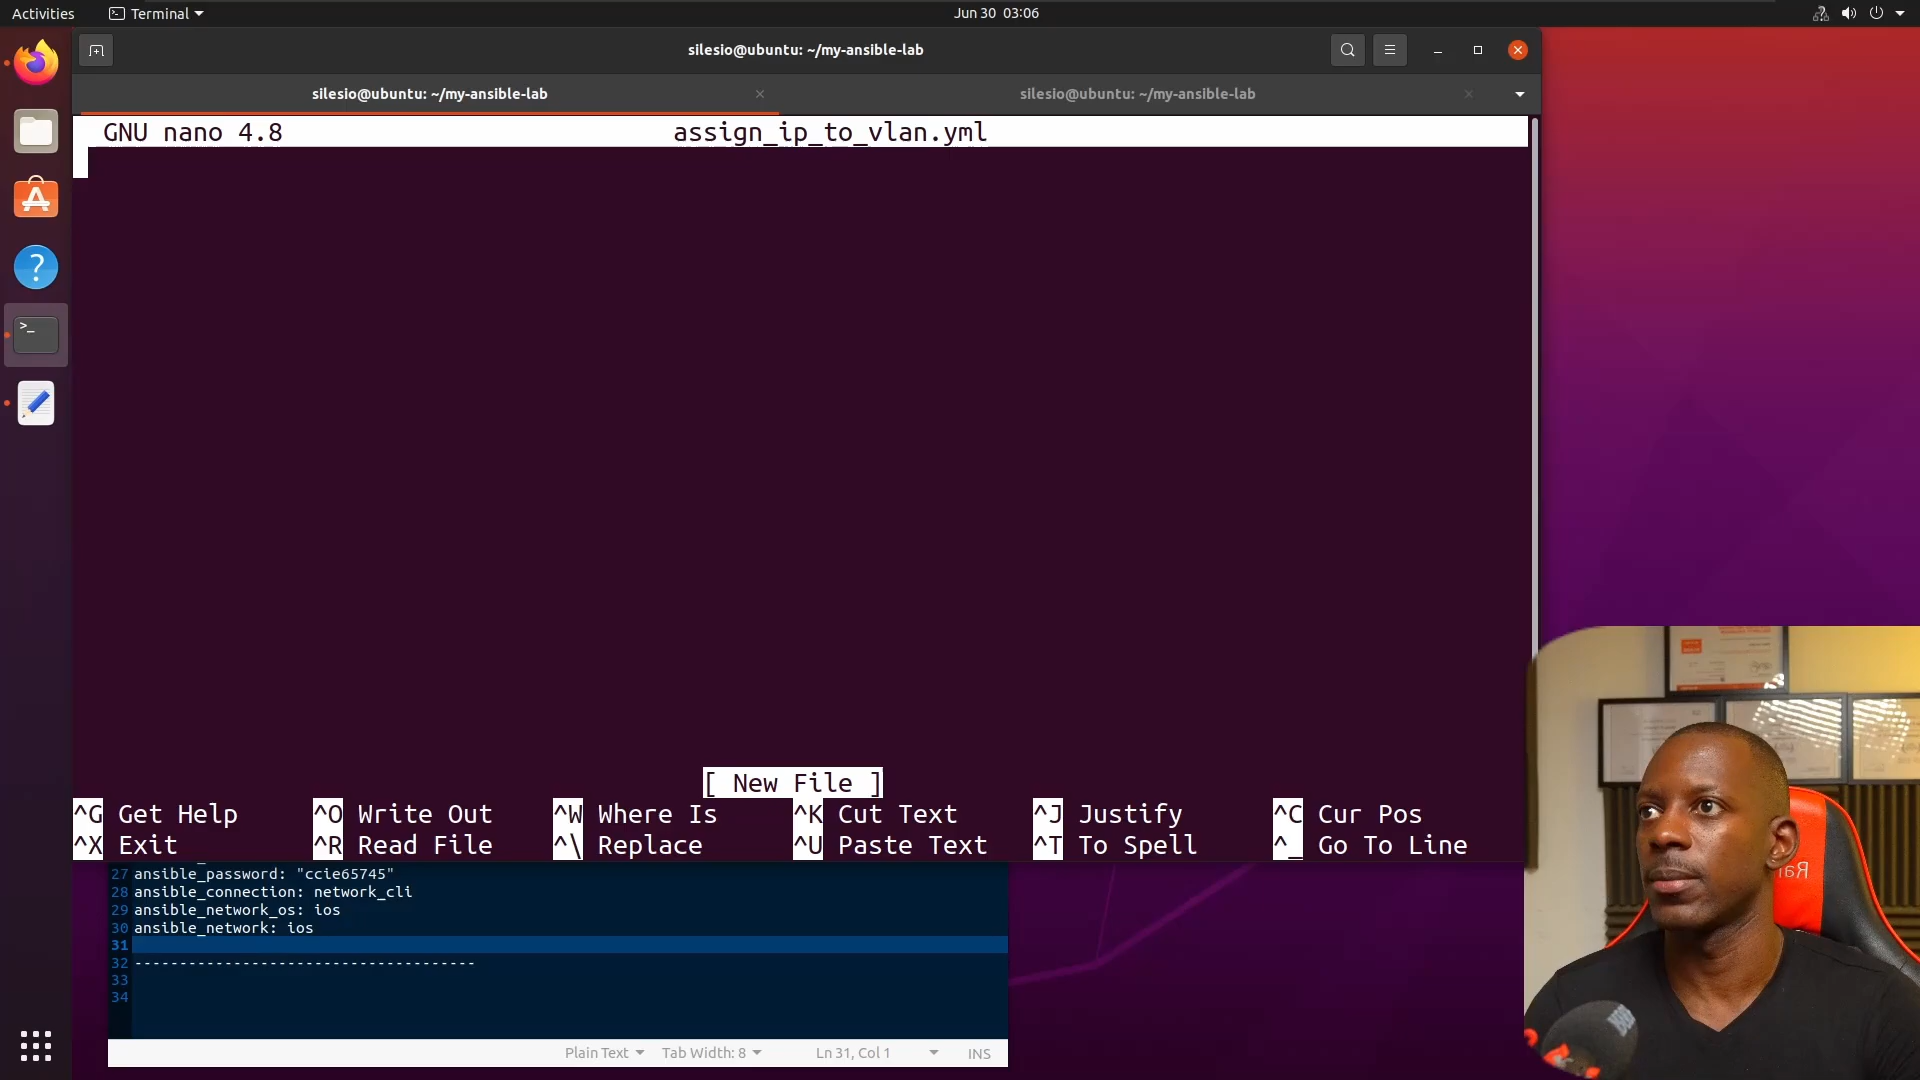 Activities
Terminal
Jun 30 03:06
silesio@ubuntu: ~/my-ansible-lab
silesio@ubuntu: ~/my-ansible-lab
silesio@ubuntu: ~/my-ansible-lab
GNU nano 4.8 assign_ip_to_vlan.yml
[ New File ]
^G Get Help ^O Write Out ^W Where Is ^K Cut Text ^J Justify ^C Cur Pos
^X Exit ^R Read File ^\ Replace ^U Paste Text ^T To Spell ^_ Go To Line
27 ansible_password: "ccie65745"
28 ansible_connection: network_cli
29 ansible_network_os: ios
30 ansible_network: ios
31
32 --------------------------------------
33
34
Plain Text Tab Width: 8 Ln 31, Col 1 INS